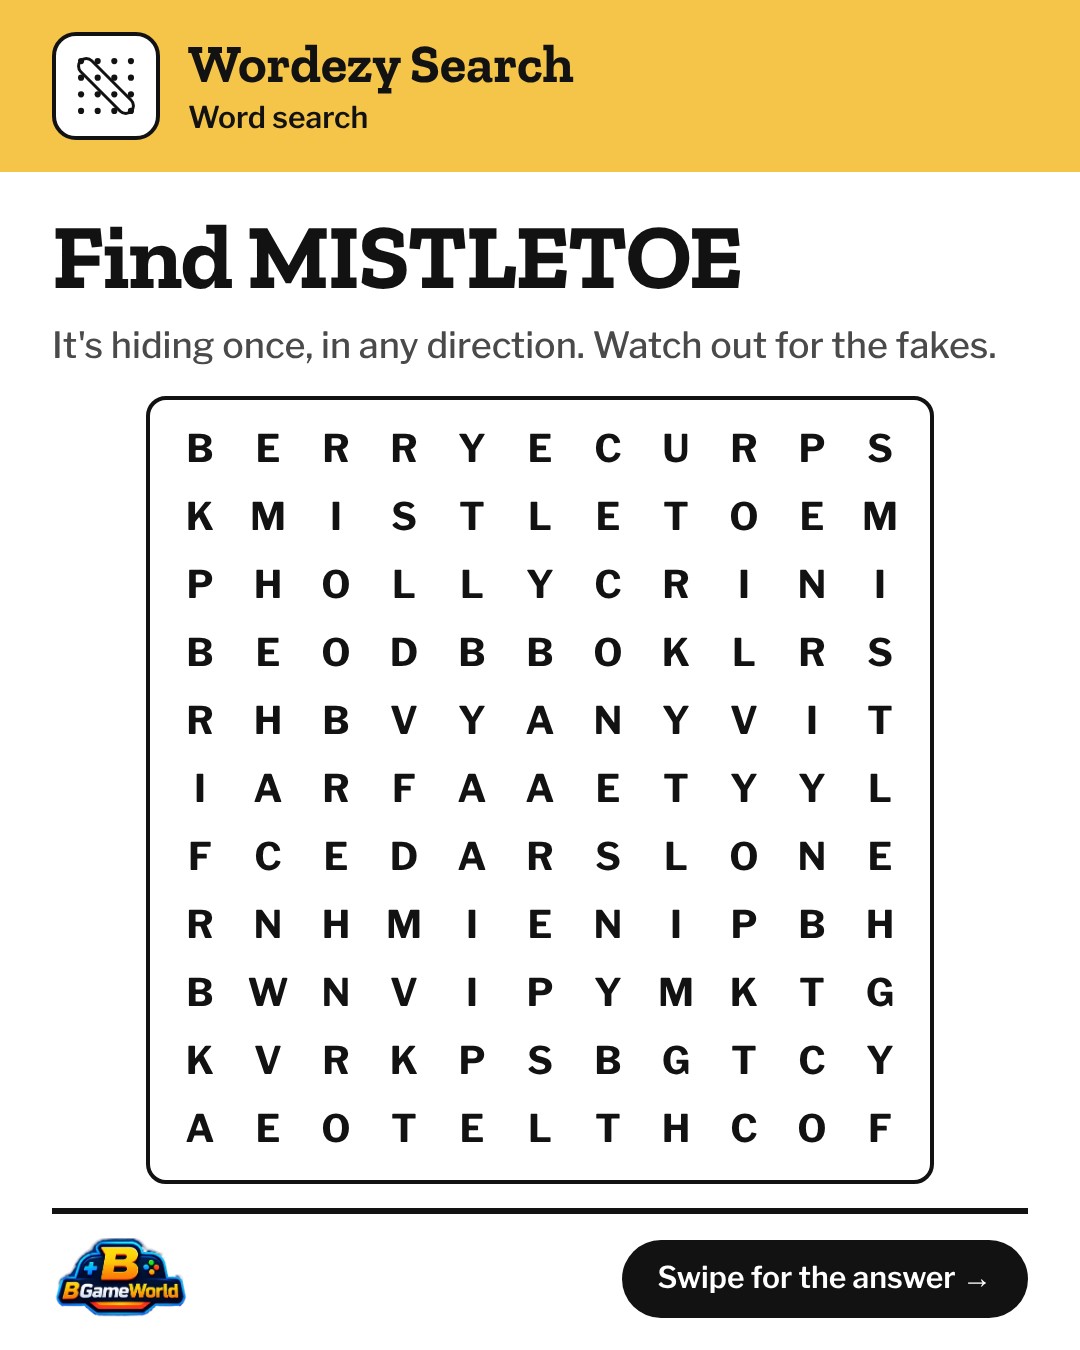 Wordezy Search
Word search
Find MISTLETOE
It's hiding once, in any direction. Watch out for the fakes.
B E R R Y E C U R P S
K M I S T L E T O E M
P H O L L Y C R I N I
B E O D B B O K L R S
R H B V Y A N Y V I T
I A R F A A E T Y Y L
F C E D A R S L O N E
R N H M I E N I P B H
B W N V I P Y M K T G
K V R K P S B G T C Y
A E O T E L T H C O F
B
BGameWorld
Swipe for the answer →